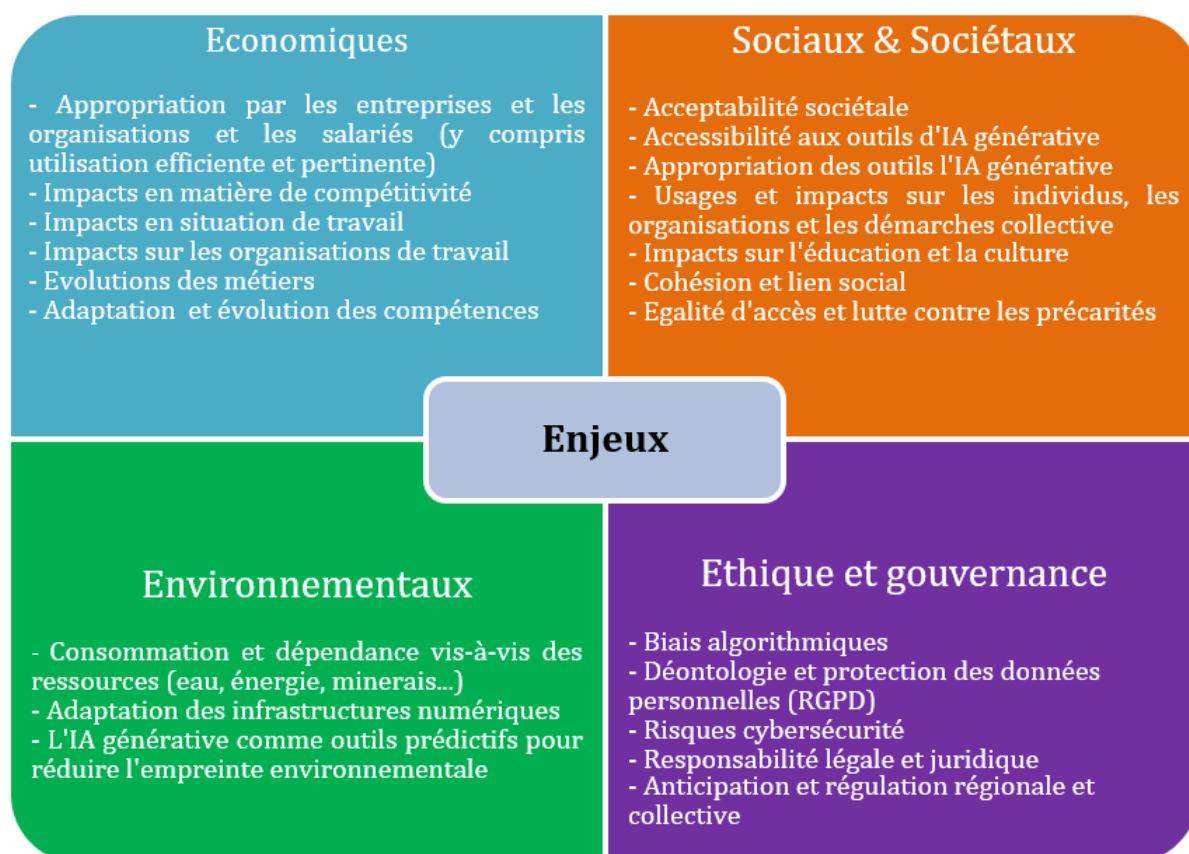 Economiques
- Appropriation par les entreprises et les
organisations et les salariés (y compris
utilisation efficiente et pertinente)
- Impacts en matière de compétitivité
- Impacts en situation de travail
- Impacts sur les organisations de travail
- Evolutions des métiers
- Adaptation et évolution des compétences
Sociaux & Sociétaux
- Acceptabilité sociétale
- Accessibilité aux outils d'IA générative
- Appropriation des outils l'IA générative
- Usages et impacts sur les individus, les
organisations et les démarches collective
- Impacts sur l'éducation et la culture
- Cohésion et lien social
- Egalité d'accès et lutte contre les précarités
Enjeux
Environnementaux
- Consommation et dépendance vis-à-vis des
ressources (eau, énergie, minerais...)
- Adaptation des infrastructures numériques
- L'IA générative comme outils prédictifs pour
réduire l'empreinte environnementale
Ethique et gouvernance
- Biais algorithmiques
- Déontologie et protection des données
personnelles (RGPD)
- Risques cybersécurité
- Responsabilité légale et juridique
- Anticipation et régulation régionale et
collective